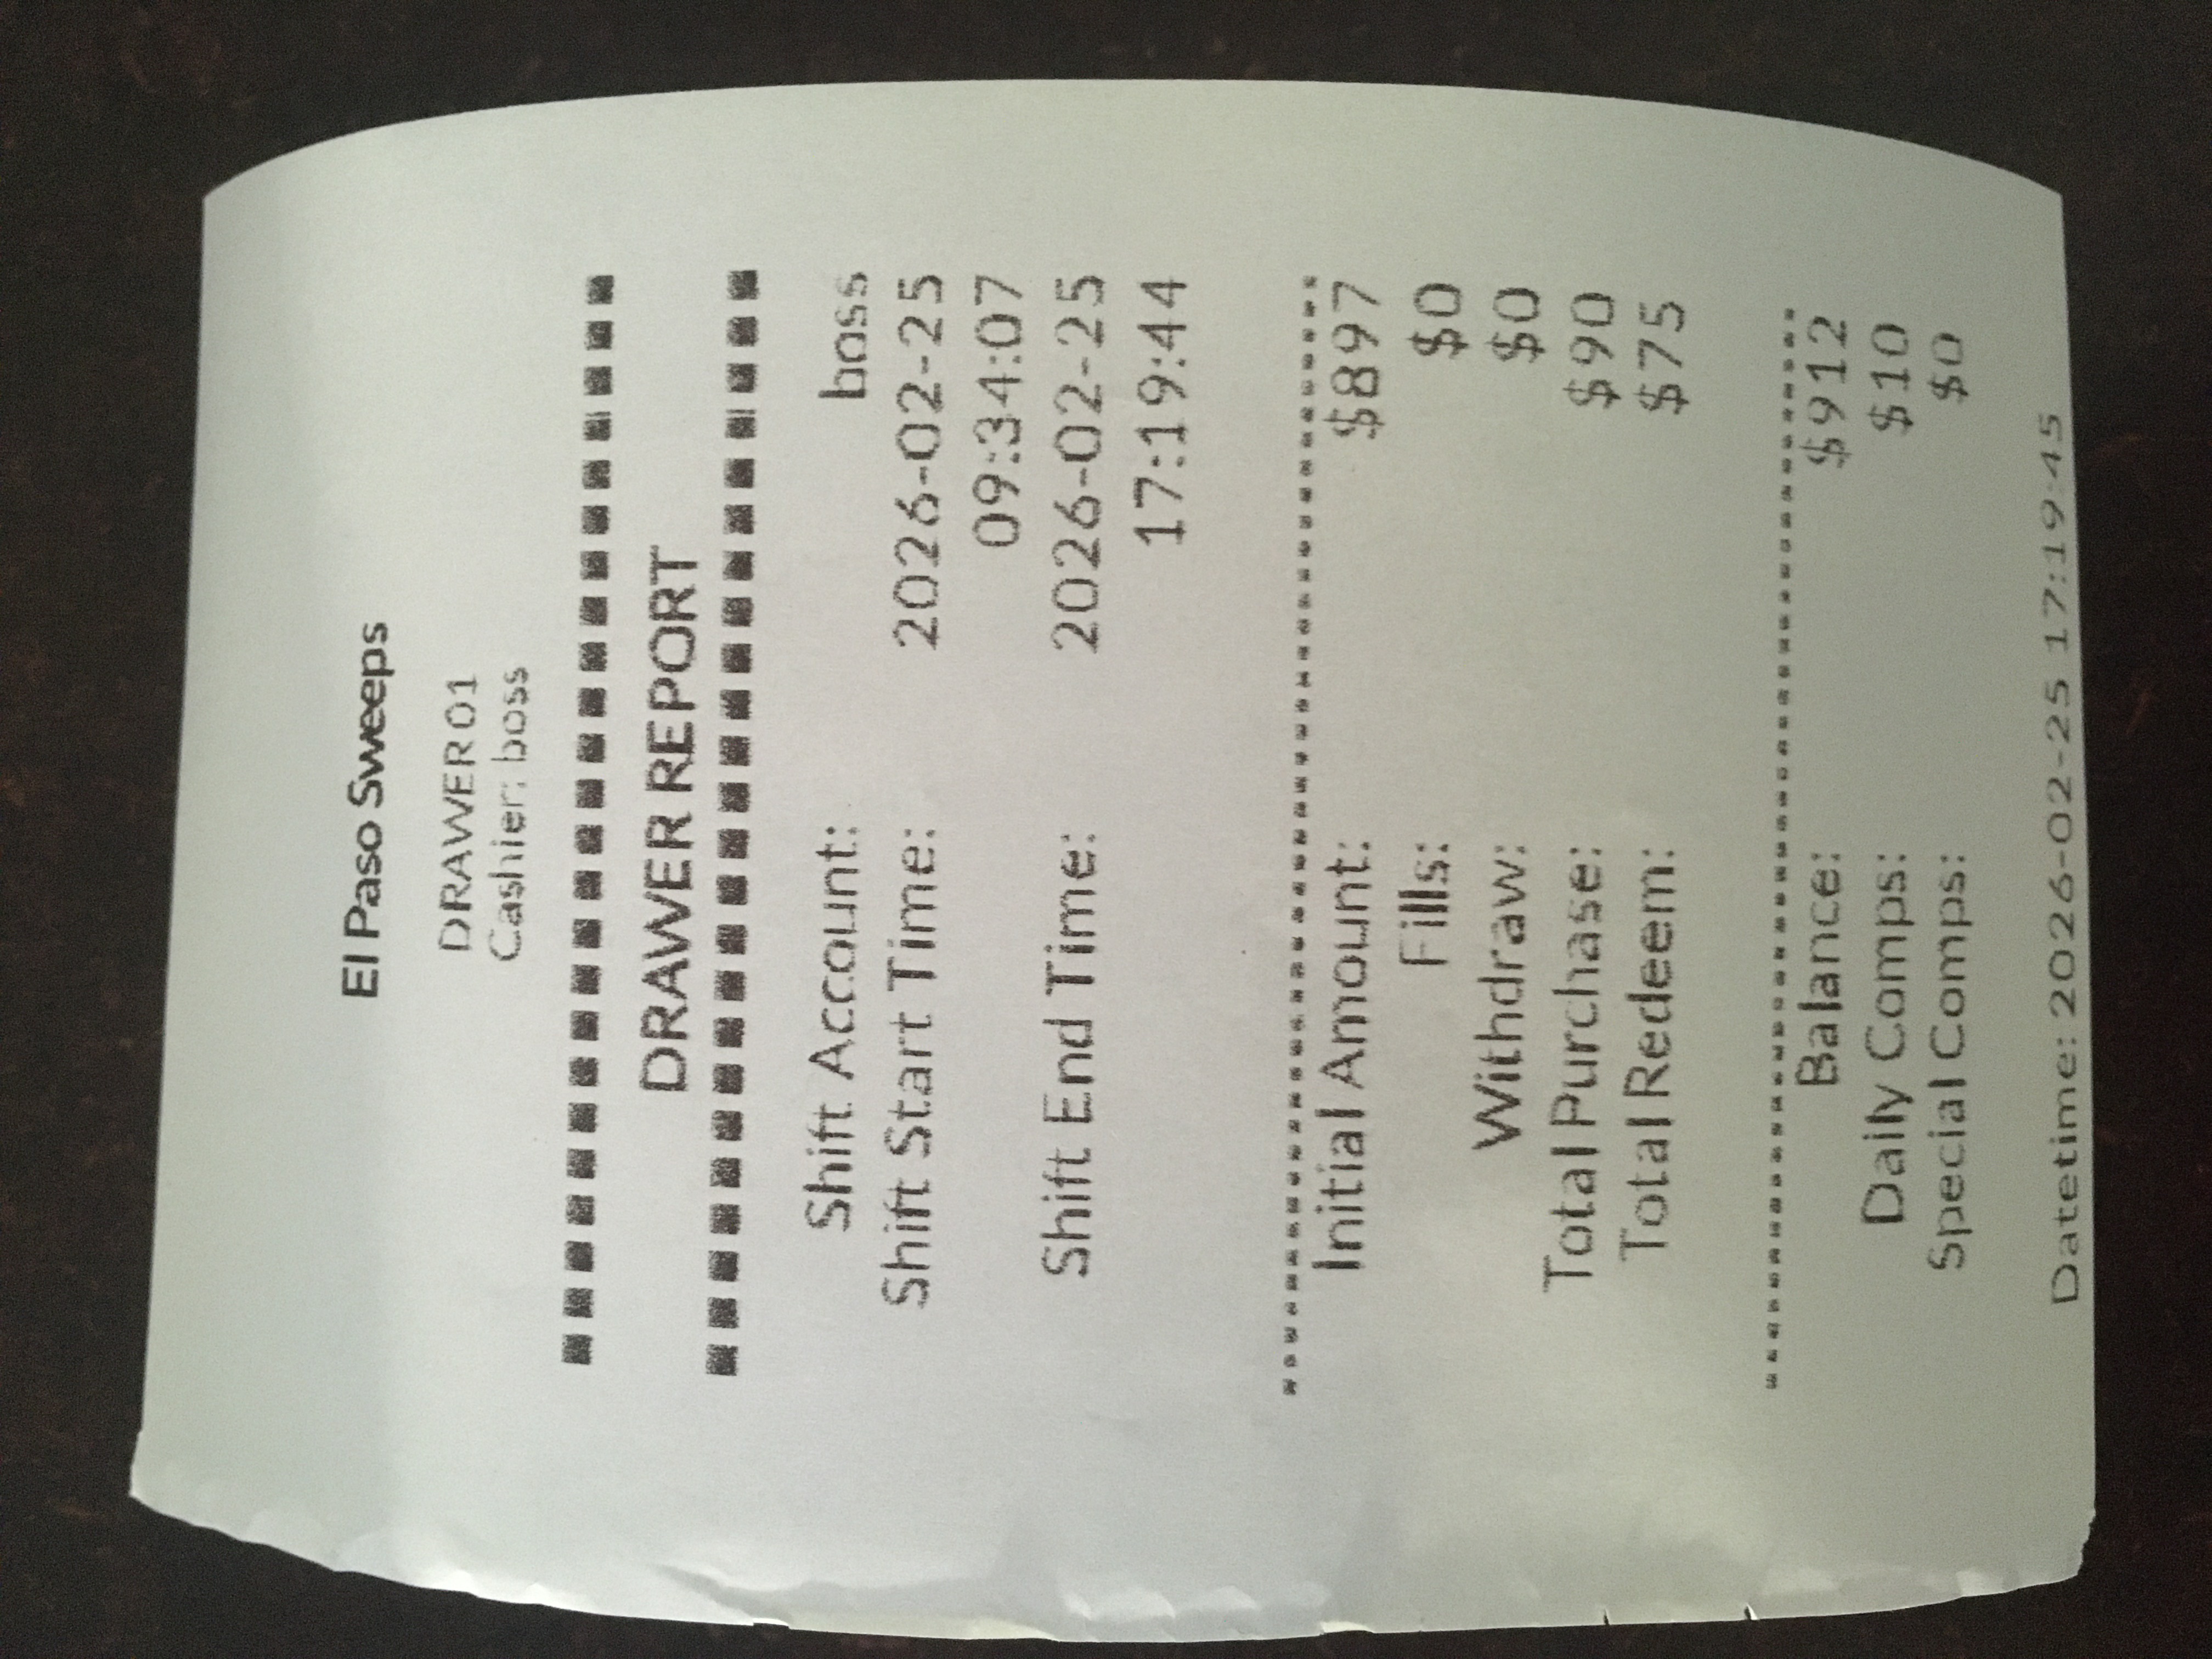 El Paso Sweeps
DRAWER 01
Cashier: boss
DRAWER REPORT
Shift Account: boss
Shift Start Time: 2026-02-25
09:34:07
Shift End Time: 2026-02-25
17:19:44
Initial Amount: $897
Fills: $0
Withdraw: $0
Total Purchase: $90
Total Redeem: $75
Balance: $912
Daily Comps: $10
Special Comps: $0
Datetime: 2026-02-25 17:19:45